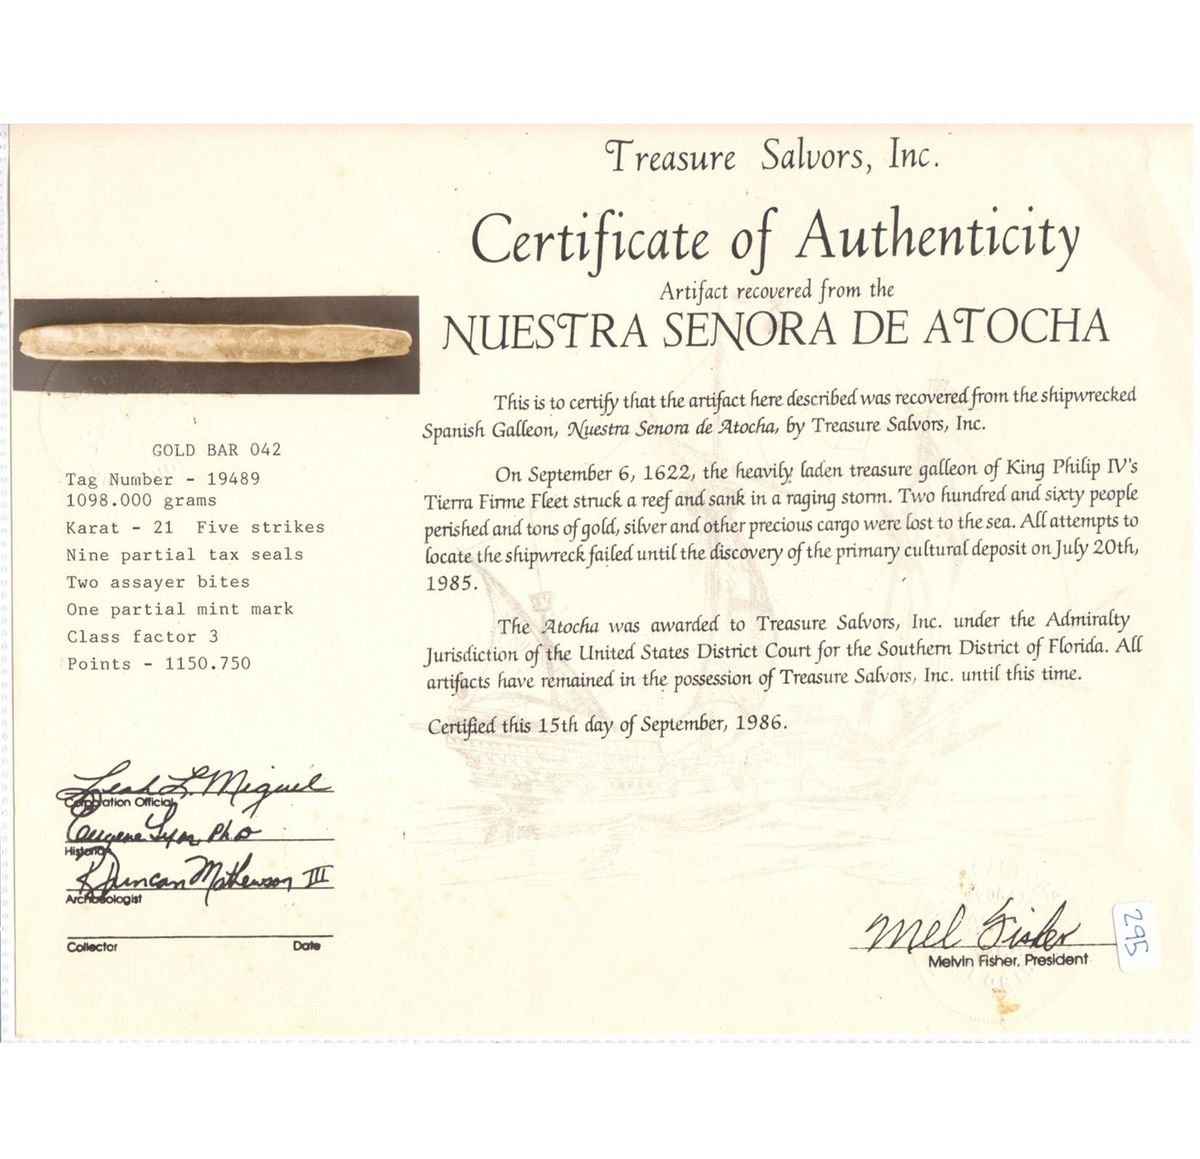 Treasure Salvors, Inc.
Certificate of Authenticity
Artifact recovered from the
NUESTRA SENORA DE ATOCHA
This is to certify that the artifact here described was recovered from the shipwrecked
Spanish Galleon, Nuestra Senora de Atocha, by Treasure Salvors, Inc.
On September 6, 1622, the heavily laden treasure galleon of King Philip IV's
Tierra Firme Fleet struck a reef and sank in a raging storm. Two hundred and sixty people
perished and tons of gold, silver and other precious cargo were lost to the sea. All attempts to
locate the shipwreck failed until the discovery of the primary cultural deposit on July 20th,
1985.
The Atocha was awarded to Treasure Salvors, Inc. under the Admiralty
Jurisdiction of the United States District Court for the Southern District of Florida. All
artifacts have remained in the possession of Treasure Salvors, Inc. until this time.
Certified this 15th day of September, 1986.
GOLD BAR 042
Tag Number - 19489
1098.000 grams
Karat - 21 Five strikes
Nine partial tax seals
Two assayer bites
One partial mint mark
Class factor 3
Points - 1150.750
Leah L. Miguel
Corporation Official
Eugene Lyon PhD
Historian
R Duncan Mathewson III
Archaeologist
Collector Date
Mel Fisher
Melvin Fisher, President
295